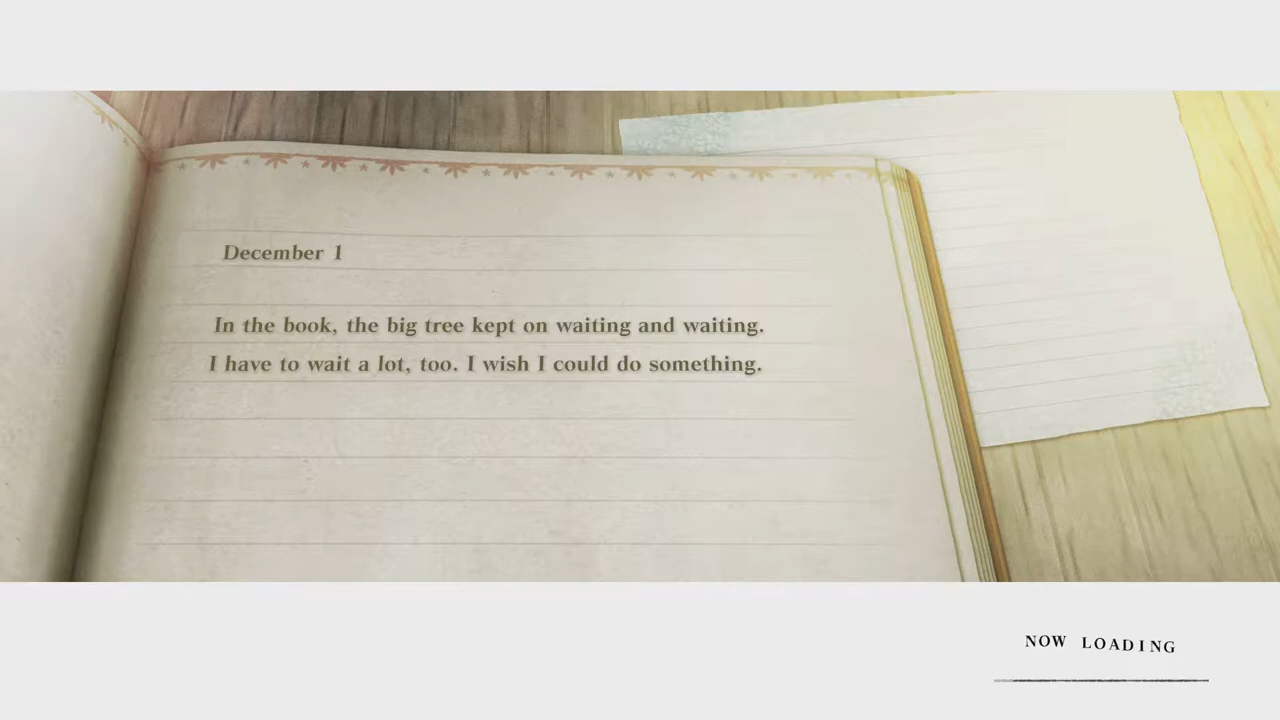 December 1
In the book, the big tree kept on waiting and waiting.
I have to wait a lot, too. I wish I could do something.
NOW LOADING